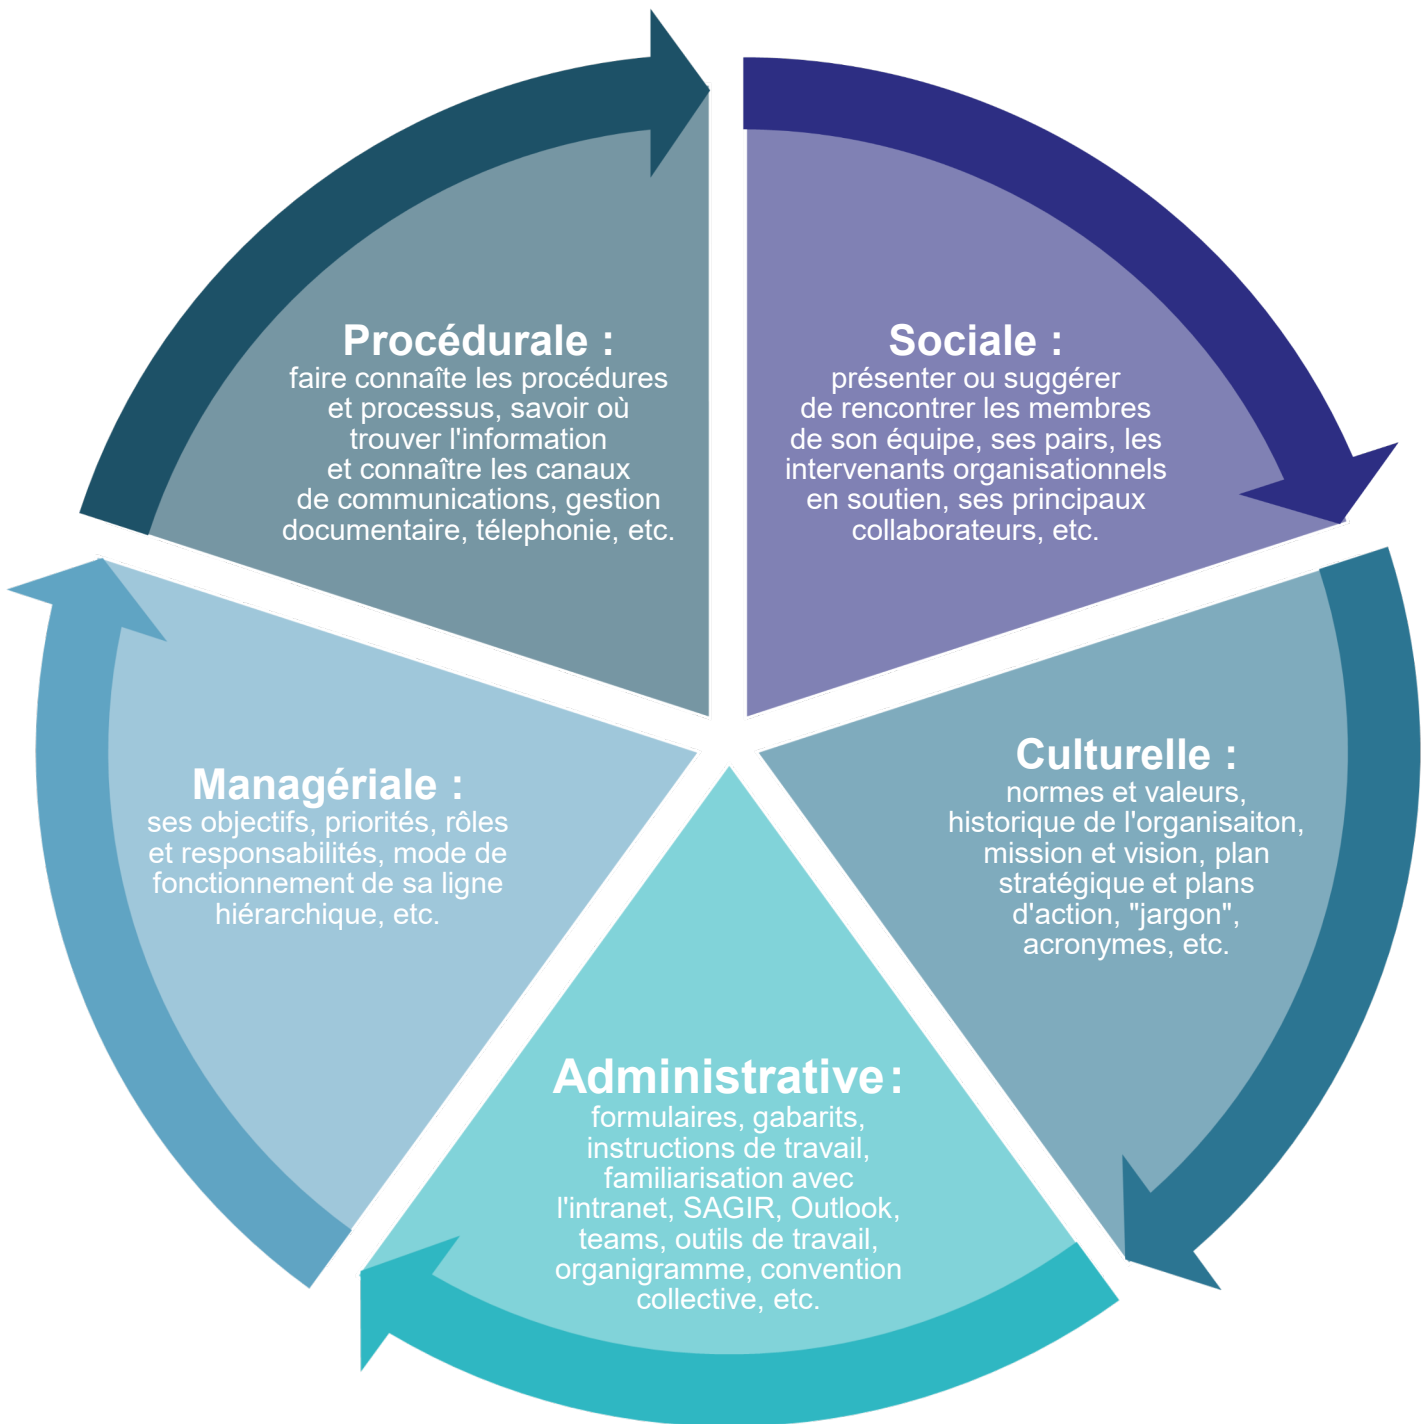 Procédurale :
faire connaîte les procédures
et processus, savoir où
trouver l'information
et connaître les canaux
de communications, gestion
documentaire, télephonie, etc.
Sociale :
présenter ou suggérer
de rencontrer les membres
de son équipe, ses pairs, les
intervenants organisationnels
en soutien, ses principaux
collaborateurs, etc.
Managériale :
ses objectifs, priorités, rôles
et responsabilités, mode de
fonctionnement de sa ligne
hiérarchique, etc.
Culturelle :
normes et valeurs,
historique de l'organisaiton,
mission et vision, plan
stratégique et plans
d'action, "jargon",
acronymes, etc.
Administrative :
formulaires, gabarits,
instructions de travail,
familiarisation avec
l'intranet, SAGIR, Outlook,
teams, outils de travail,
organigramme, convention
collective, etc.